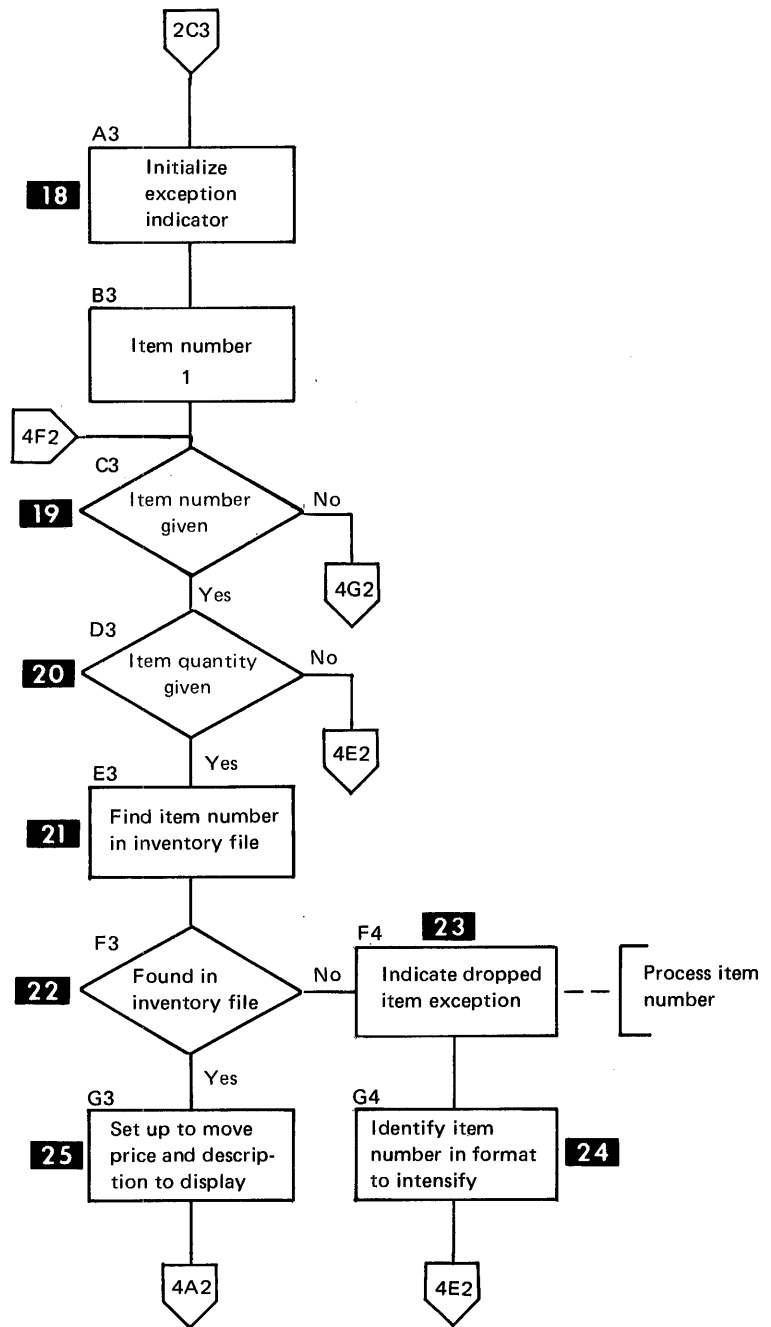 2C3
A3
18
Initialize
exception
indicator
B3
Item number
1
4F2
C3
19
Item number
given
No
4G2
Yes
D3
20
Item quantity
given
No
4E2
Yes
E3
21
Find item number
in inventory file
F3
22
Found in
inventory file
No
F4
23
Indicate dropped
item exception
Process item
number
Yes
G3
25
Set up to move
price and descrip-
tion to display
G4
Identify item
number in format
to intensify
24
4A2
4E2